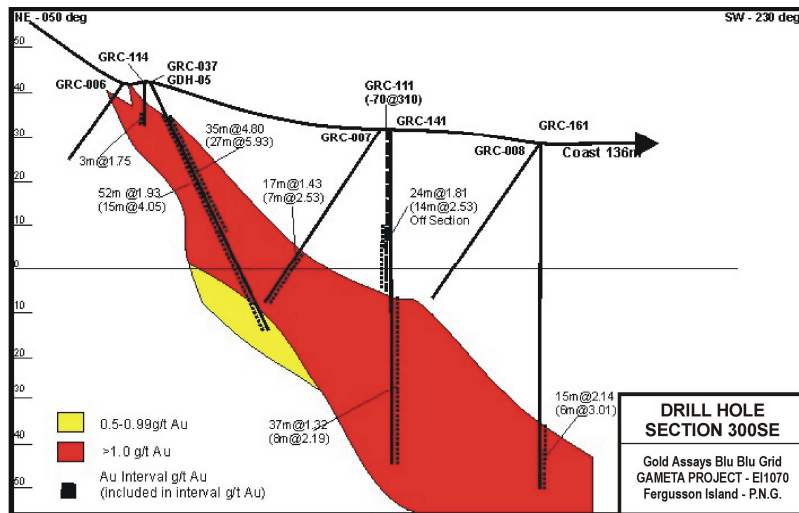 NE - 050 deg
SW - 230 deg
50
40
30
20
10
0
10
20
30
40
50
GRC-114
GRC-037
GDH-05
GRC-006
GRC-111
(-70@310)
GRC-141
GRC-007
GRC-161
GRC-008
Coast 136m
3m@1.75
35m@4.80
(27m@5.93)
52m @1.93
(15m@4.05)
17m@1.43
(7m@2.53)
24m@1.81
(14m@2.53)
Off Section
37m@1.32
(8m@2.19)
15m@2.14
(6m@3.01)
0.5-0.99g/t Au
>1.0 g/t Au
Au Interval g/t Au
(included in interval g/t Au)
DRILL HOLE
SECTION 300SE
Gold Assays Blu Blu Grid
GAMETA PROJECT - El1070
Fergusson Island - P.N.G.